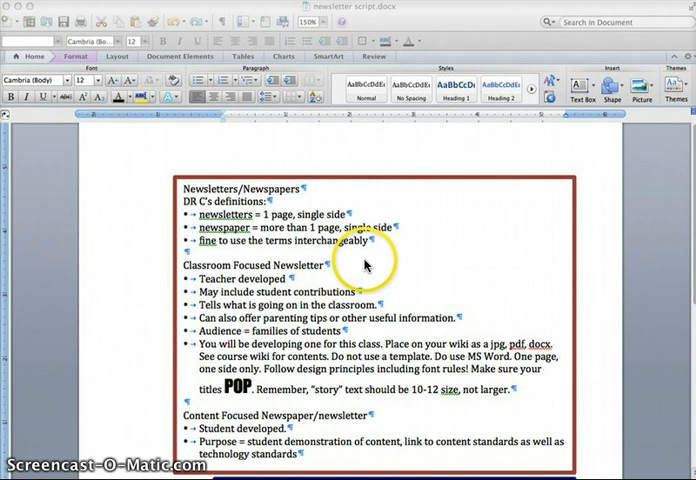 newsletter script.docx
150%
Search in Document
Cambria (Body)
12
Home Format Layout Document Elements Tables Charts SmartArt Review
Font Paragraph Styles Insert Themes
Cambria (Body) 12
AaBbCcDdE AaBbCcDdE AaBbCcDdE AaBbCcDdE
Normal No Spacing Heading 1 Heading 2
Text Box Shape Picture Themes
B I U ABC
Newsletters/Newspapers
DR C's definitions:
newsletters = 1 page, single side
newspaper = more than 1 page, single side
fine to use the terms interchangeably
Classroom Focused Newsletter
Teacher developed
May include student contributions
Tells what is going on in the classroom.
Can also offer parenting tips or other useful information.
Audience = families of students
You will be developing one for this class. Place on your wiki as a jpg, pdf, docx.
See course wiki for contents. Do not use a template. Do use MS Word. One page,
one side only. Follow design principles including font rules! Make sure your
titles POP. Remember, "story" text should be 10-12 size, not larger.
Content Focused Newspaper/newsletter
Student developed.
Purpose = student demonstration of content, link to content standards as well as
technology standards
Screencast-O-Matic.com